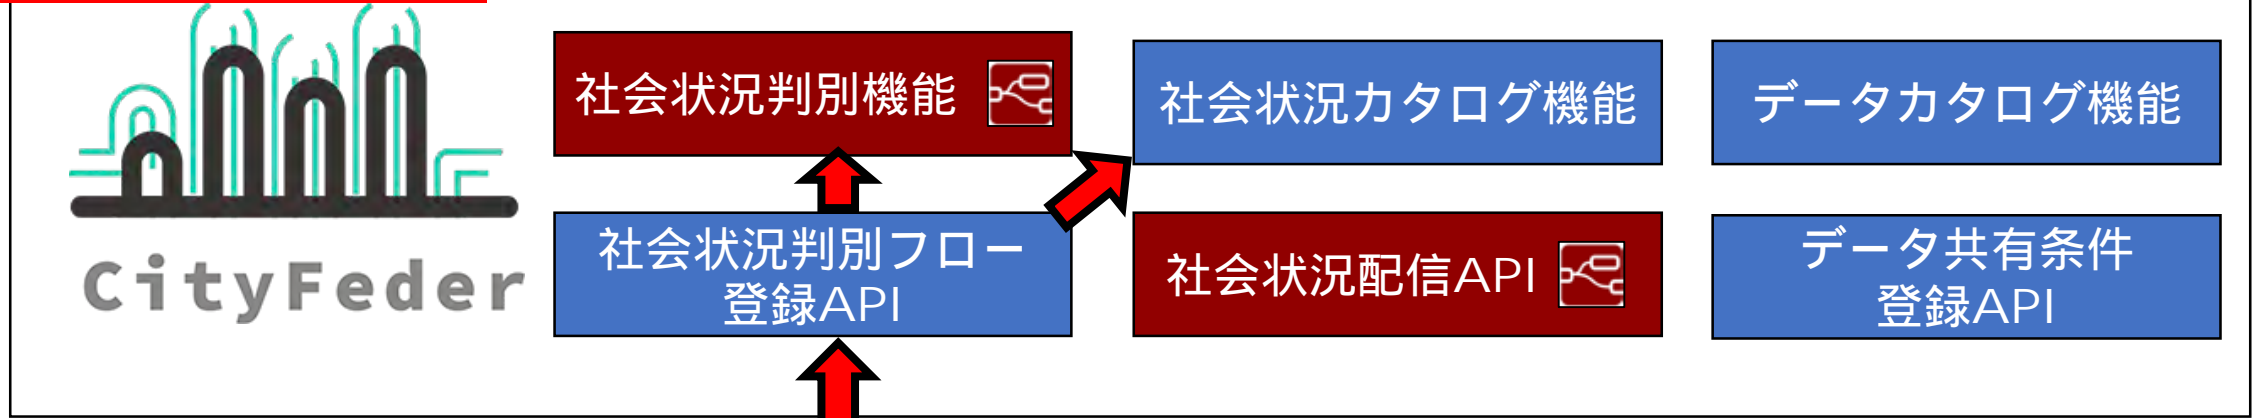 社会状況判別機能
社会状況カタログ機能
データカタログ機能
社会状況判別フロー
登録API
社会状況配信API
データ共有条件
登録API
CityFeder